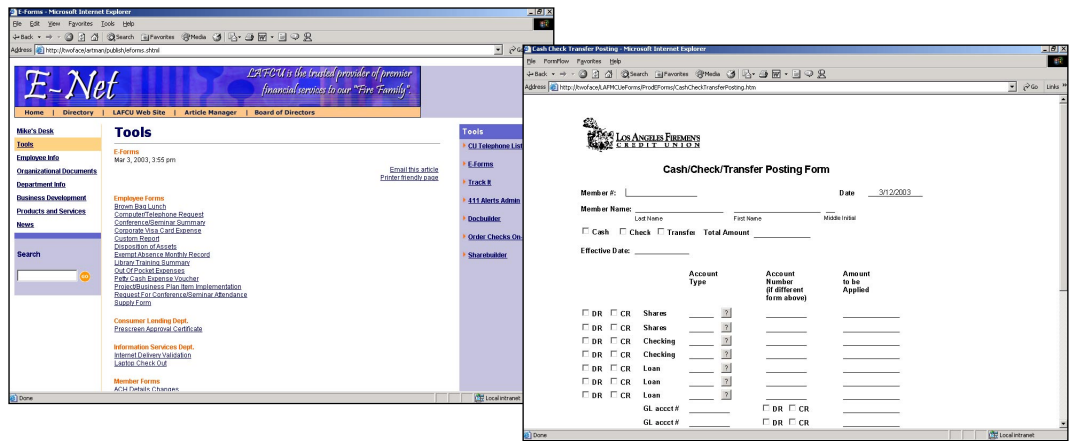 E-Forms - Microsoft Internet Explorer
File Edit View Favorites Tools Help
Back Search Favorites Media
Address http://twoface/artman/publish/eforms.shtml Go
E-Net
LAFCU is the trusted provider of premier
financial services to our "Fire Family".
Home | Directory | LAFCU Web Site | Article Manager | Board of Directors
Mike's Desk
Tools
Employee Info
Organizational Documents
Department Info
Business Development
Products and Services
News
Search
GO
Tools
E-Forms
Mar 3, 2003, 3:55 pm
Email this article
Printer friendly page
Employee Forms
Brown Bag Lunch
Computer/Telephone Request
Conference/Seminar Summary
Corporate Visa Card Expense
Custom Report
Disposition of Assets
Exempt Absence Monthly Record
Library Training Summary
Out Of Pocket Expenses
Petty Cash Expense Voucher
Project/Business Plan Item Implementation
Request For Conference/Seminar Attendance
Supply Form
Consumer Lending Dept.
Prescreen Approval Certificate
Information Services Dept.
Internet Delivery Validation
Laptop Check Out
Member Forms
ACH Details Changes
Tools
CU Telephone List
E-Forms
Track It
411 Alerts Admin
Docbuilder
Order Checks On-
Sharebuilder
Done Local intranet
Cash Check Transfer Posting - Microsoft Internet Explorer
File FormFlow Favorites Help
Back Search Favorites Media
Address http://twoface/LAFMCUeForms/ProdEForms/CashCheckTransferPosting.htm Go Links
LOS ANGELES FIREMEN'S
CREDIT UNION
Cash/Check/Transfer Posting Form
Member #: Date 3/12/2003
Member Name:
Last Name First Name Middle Initial
Cash Check Transfer Total Amount
Effective Date:
Account
Type
Account
Number
(if different
form above)
Amount
to be
Applied
DR CR Shares ?
DR CR Shares ?
DR CR Checking ?
DR CR Checking ?
DR CR Loan ?
DR CR Loan ?
DR CR Loan ?
GL accct # DR CR
GL accct # DR CR
Done Local intranet